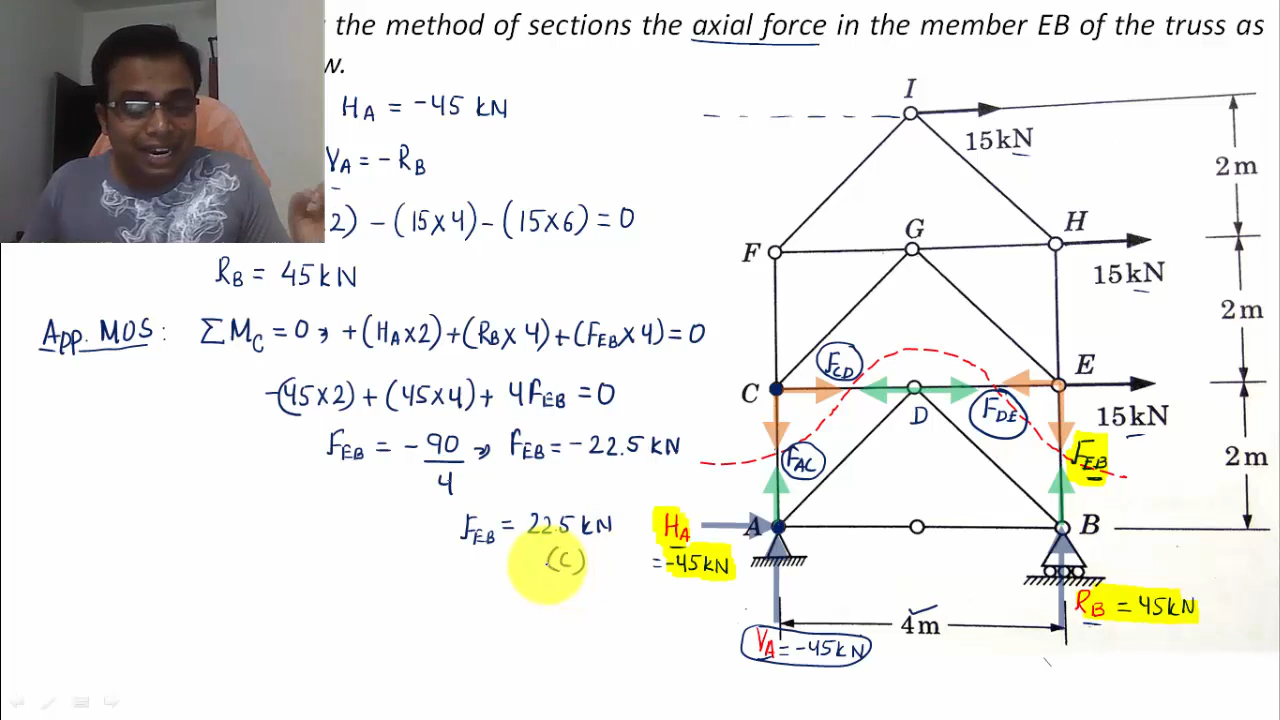 the method of sections the axial force in the member EB of the truss as
w.
H_A = -45 kN
V_A = -R_B
2) - (15×4) - (15×6) = 0
R_B = 45 kN
App. MOS: ΣM_C = 0; +(H_A×2)+(R_B×4)+(F_EB×4)=0
-(45×2) + (45×4) + 4F_EB = 0
F_EB = -90/4 ⇒ F_EB = -22.5 kN
F_EB = 22.5 kN
(C)
I
15kN
2m
F
G
H
15kN
2m
C
F_CD
D
F_DE
E
15kN
F_AC
F_EB
2m
H_A
= -45kN
A
B
R_B = 45kN
4m
V_A = -45kN